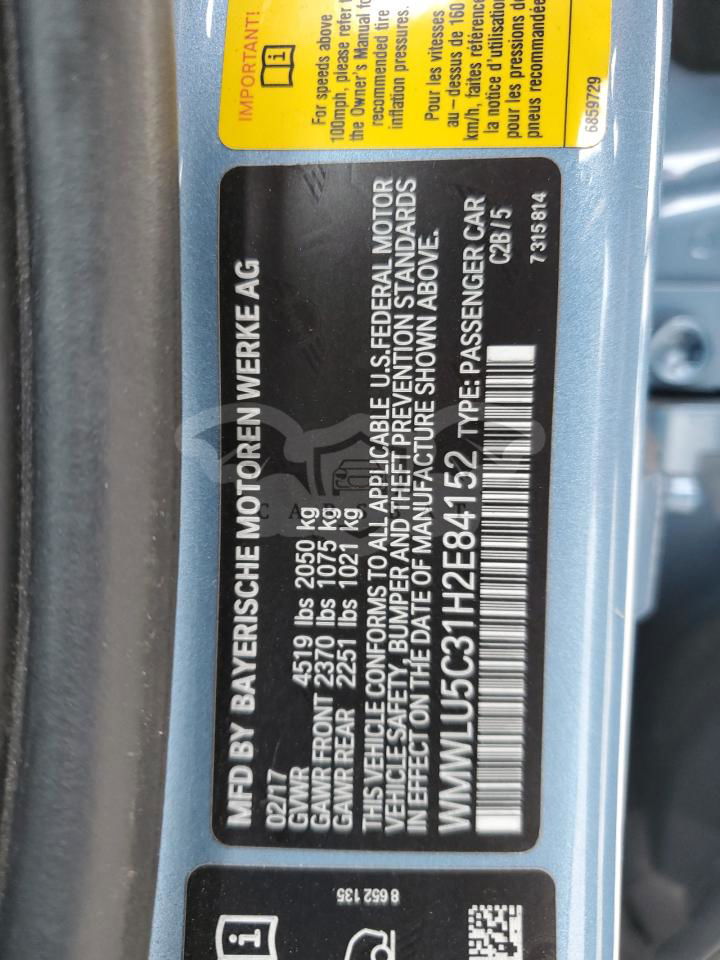 MFD BY BAYERISCHE MOTOREN WERKE AG
02/17
GVWR 4519 lbs 2050 kg
GAWR FRONT 2370 lbs 1075 kg
GAWR REAR 2251 lbs 1021 kg
THIS VEHICLE CONFORMS TO ALL APPLICABLE U.S.FEDERAL MOTOR
VEHICLE SAFETY, BUMPER AND THEFT PREVENTION STANDARDS
IN EFFECT ON THE DATE OF MANUFACTURE SHOWN ABOVE.
WMWLU5C31H2E84152 TYPE: PASSENGER CAR
C2B/5
7 315 814
IMPORTANT!
For speeds above
100mph, please refer t
the Owner's Manual fo
recommended tire
inflation pressures.
Pour les vitesses
au-dessus de 160
km/h, faites référence
la notice d'utilisation
pour les pressions de
pneus recommandée
6859729
8 652 135